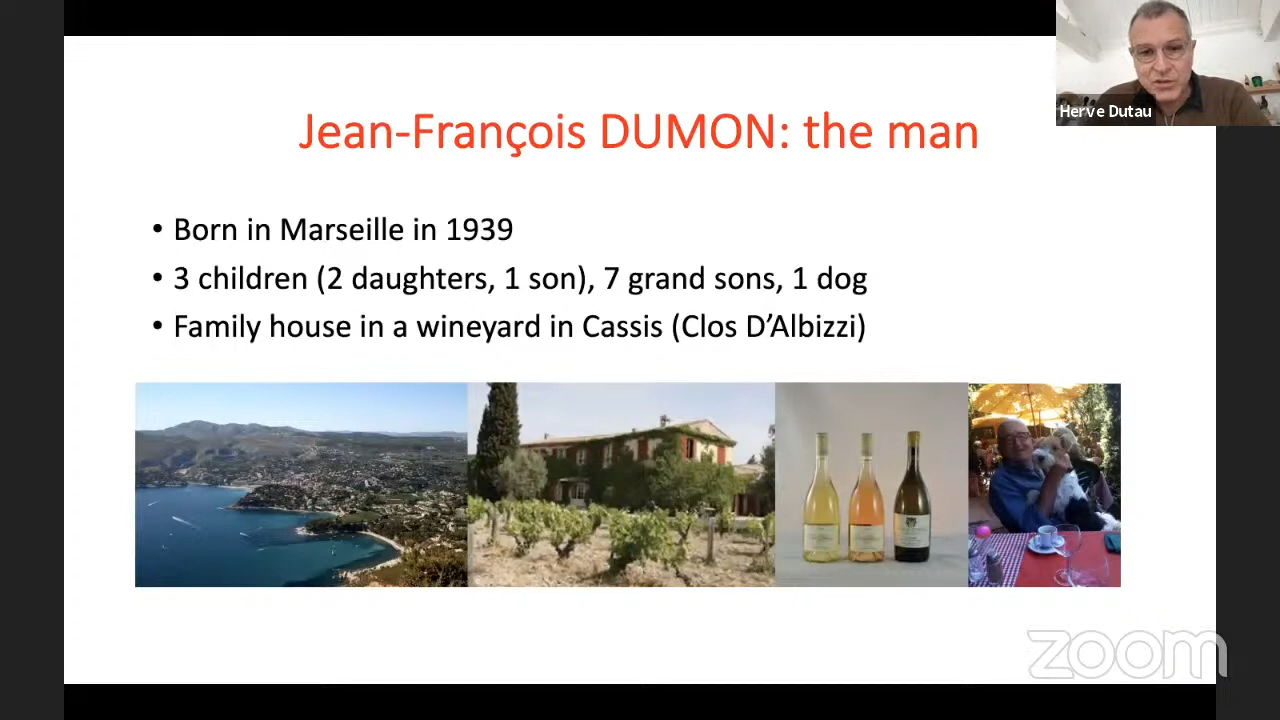 Herve Dutau
Jean-François DUMON: the man
• Born in Marseille in 1939
• 3 children (2 daughters, 1 son), 7 grand sons, 1 dog
• Family house in a wineyard in Cassis (Clos D’Albizzi)
zoom